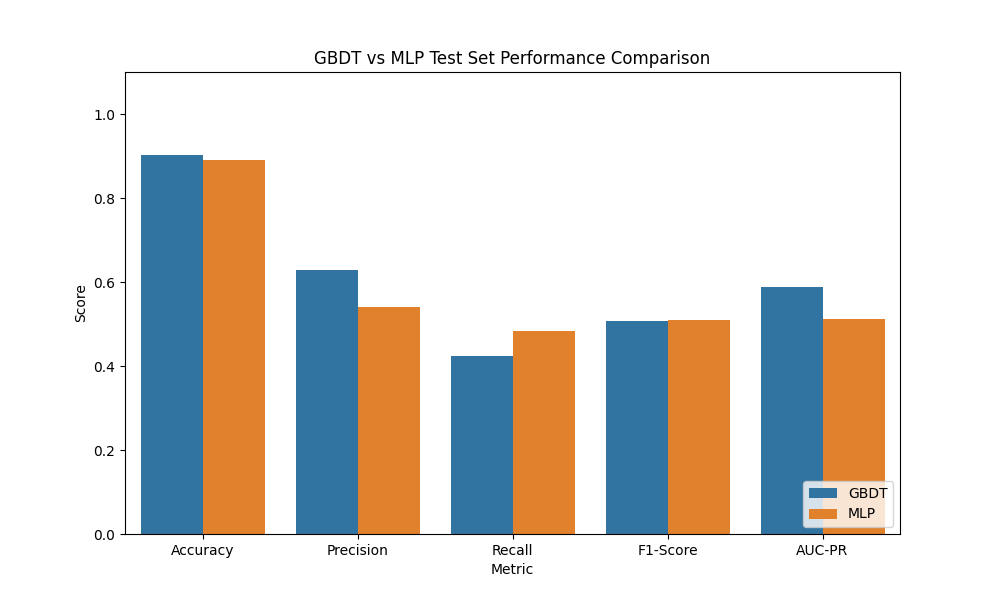 GBDT vs MLP Test Set Performance Comparison
Score
1.0
0.8
0.6
0.4
0.2
0.0
Accuracy
Precision
Recall
F1-Score
AUC-PR
Metric
GBDT
MLP